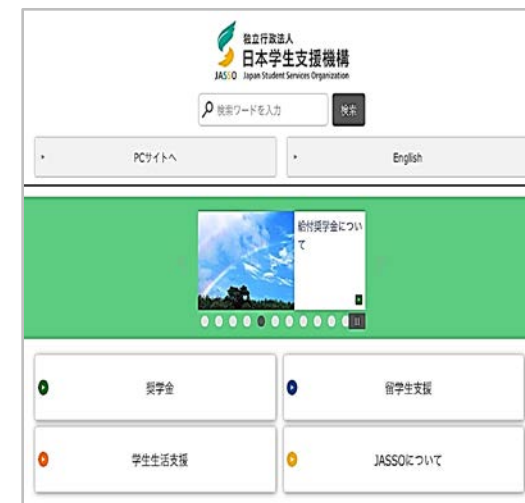 独立行政法人
日本学生支援機構
JASSO Japan Student Services Organization
検索ワードを入力
検索
PCサイトへ
English
給付奨学金につい
て
奨学金
留学生支援
学生生活支援
JASSOについて